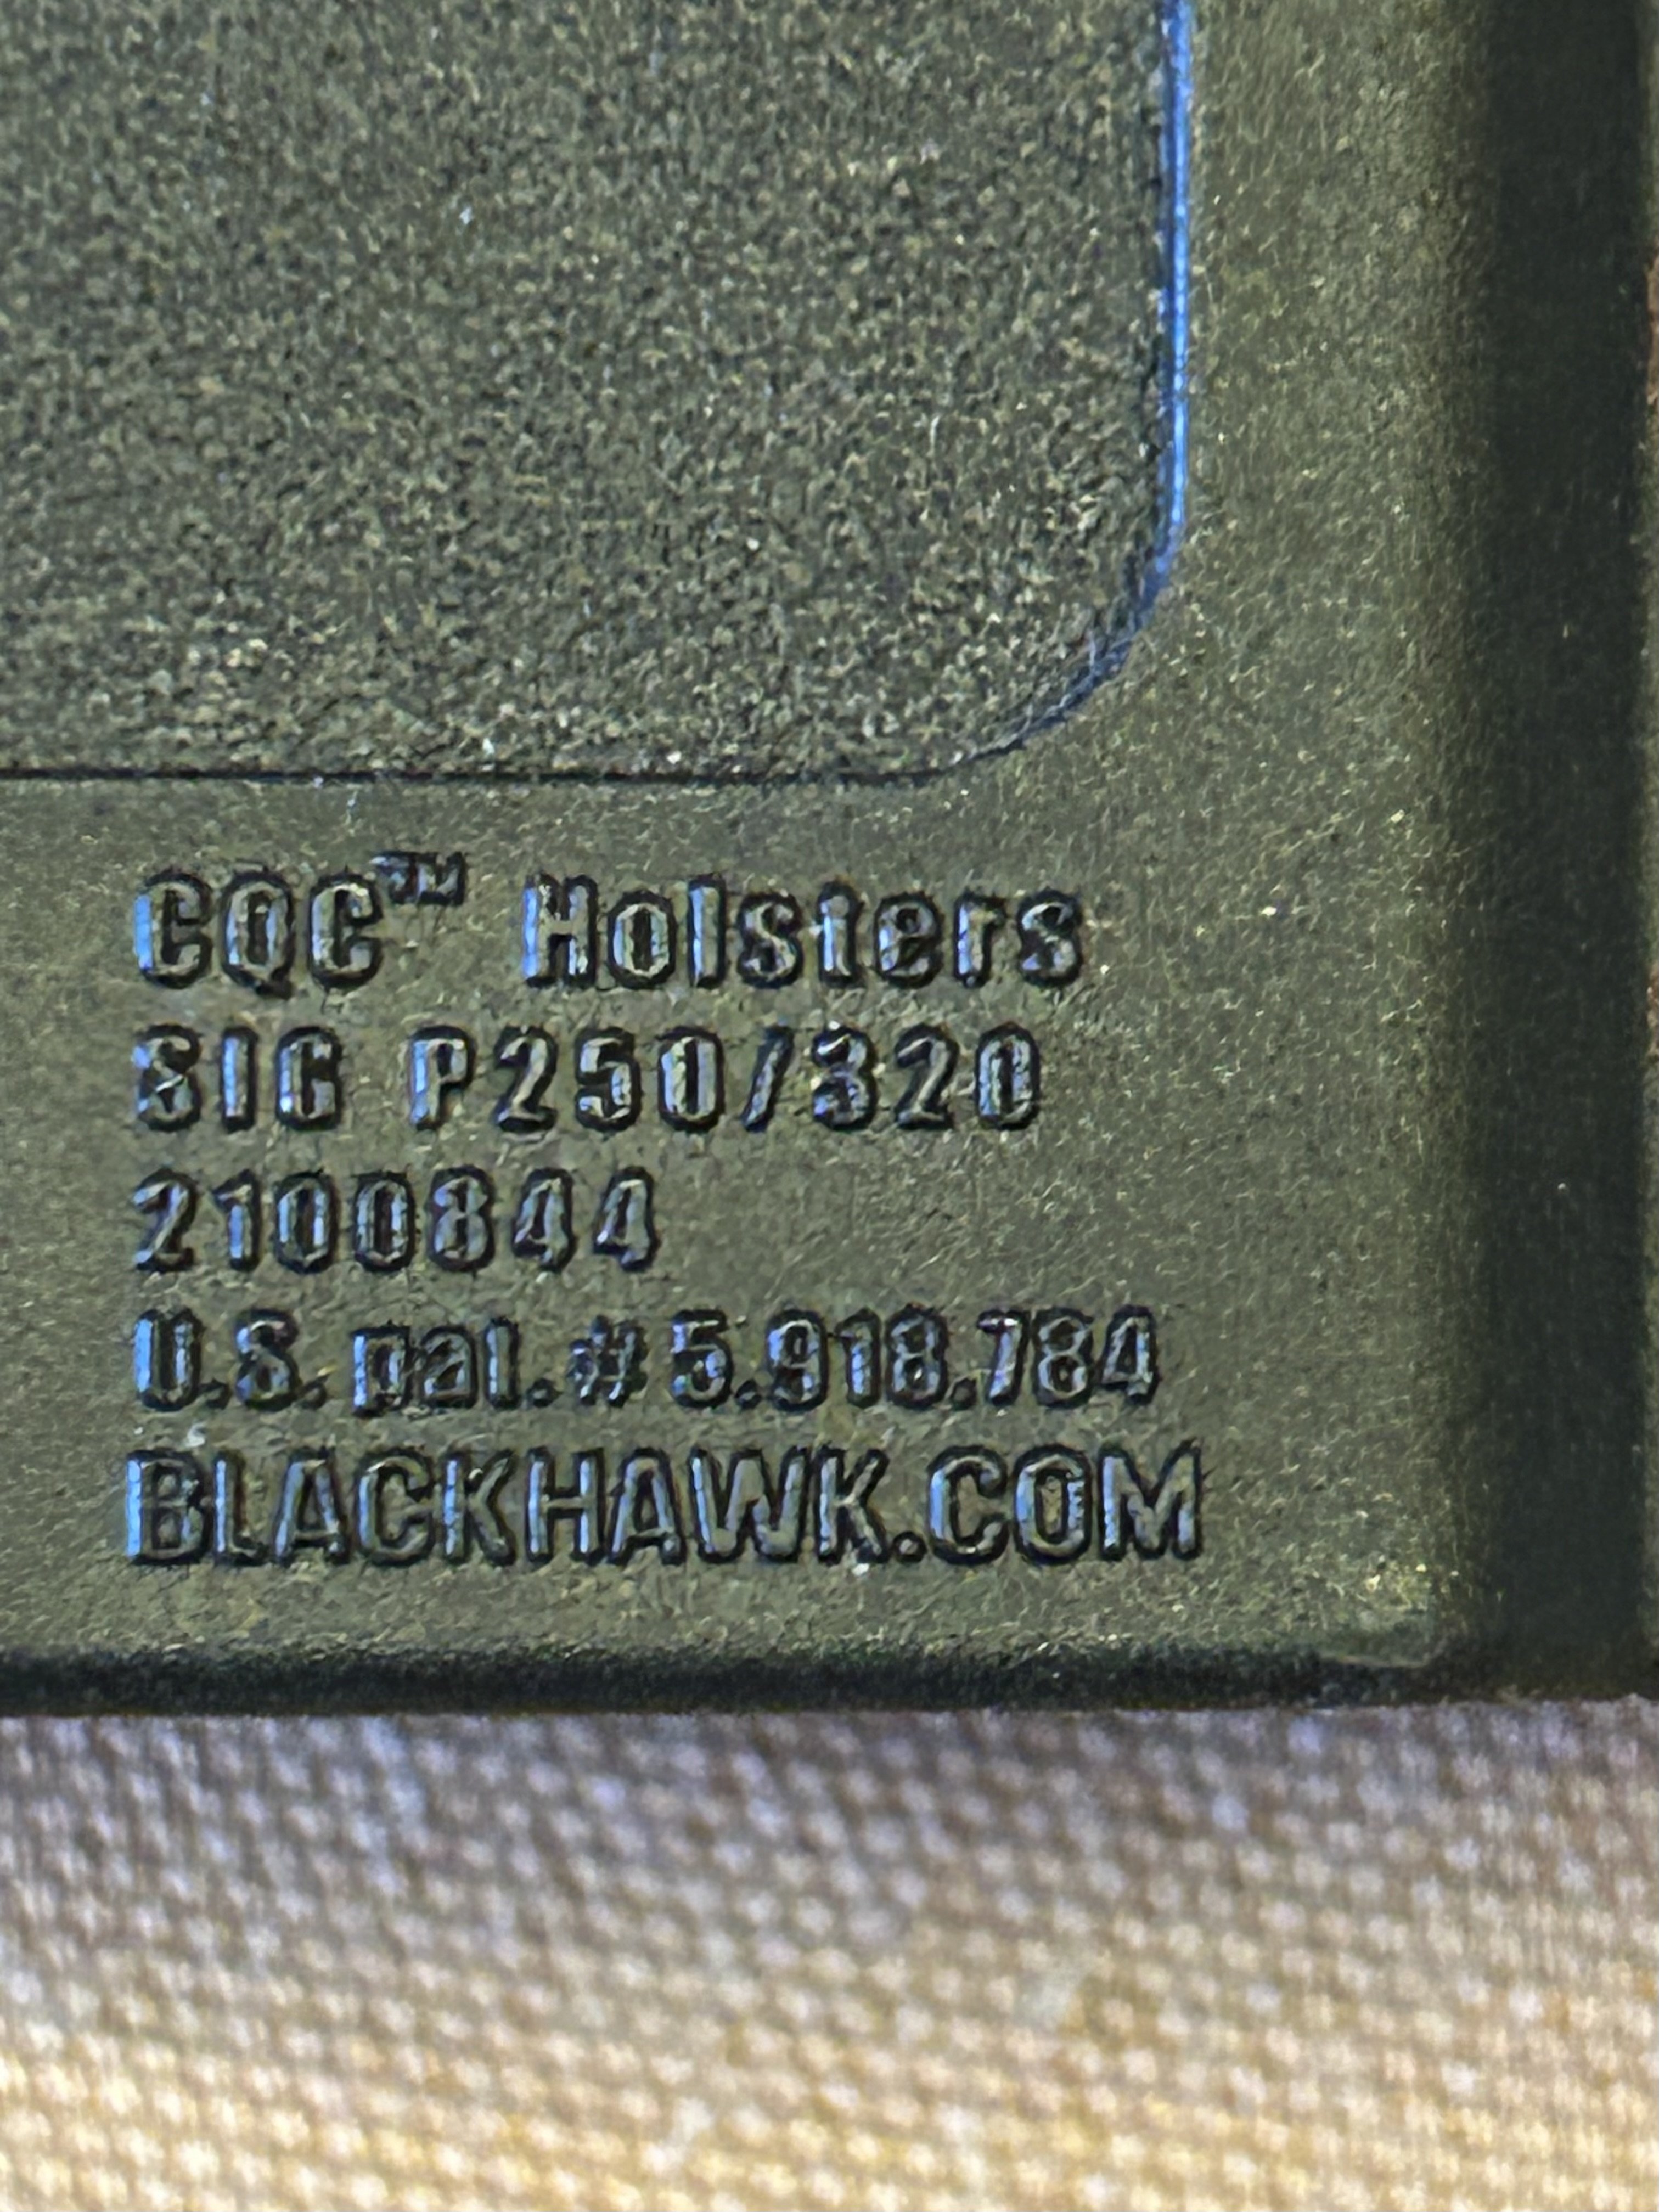 CQC™ Holsters
SIG P250/320
2100844
U.S. pat.# 5.918.784
BLACKHAWK.COM